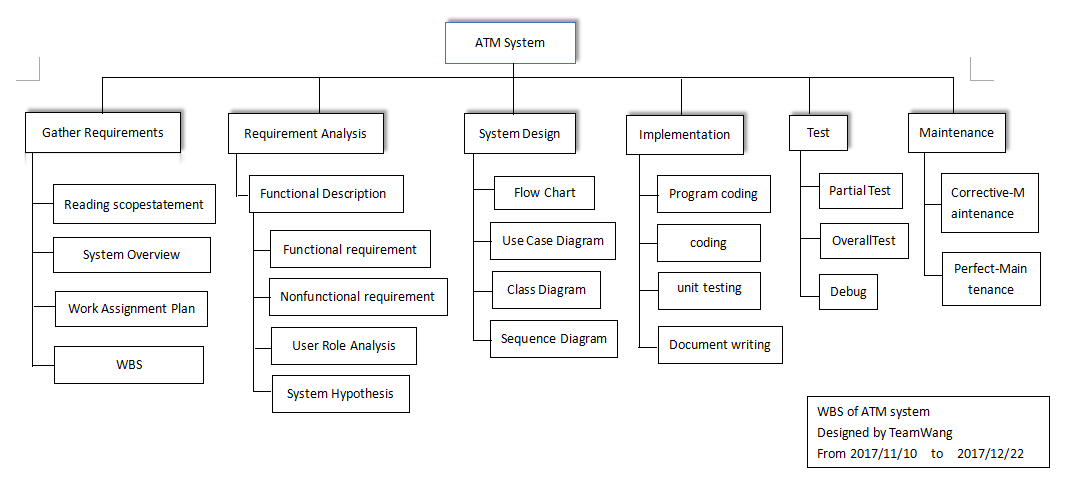 ATM System
Gather Requirements
Requirement Analysis
System Design
Implementation
Test
Maintenance
Reading scopestatement
System Overview
Work Assignment Plan
WBS
Functional Description
Functional requirement
Nonfunctional requirement
User Role Analysis
System Hypothesis
Flow Chart
Use Case Diagram
Class Diagram
Sequence Diagram
Program coding
coding
unit testing
Document writing
Partial Test
OverallTest
Debug
Corrective-M
aintenance
Perfect-Main
tenance
WBS of ATM system
Designed by TeamWang
From 2017/11/10 to 2017/12/22